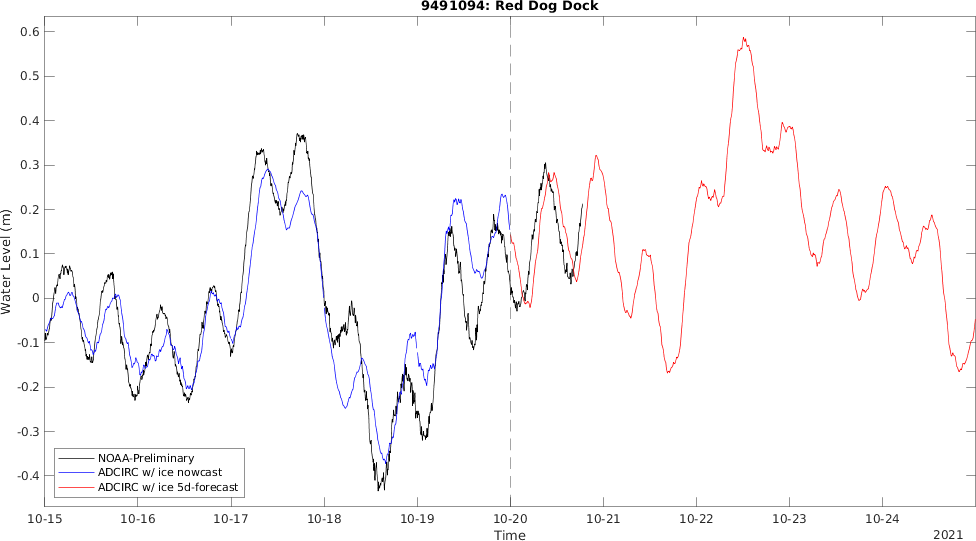 9491094: Red Dog Dock
Water Level (m)
0.6
0.5
0.4
0.3
0.2
0.1
0
-0.1
-0.2
-0.3
-0.4
NOAA-Preliminary
ADCIRC w/ ice nowcast
ADCIRC w/ ice 5d-forecast
10-15 10-16 10-17 10-18 10-19 10-20 10-21 10-22 10-23 10-24
Time
2021